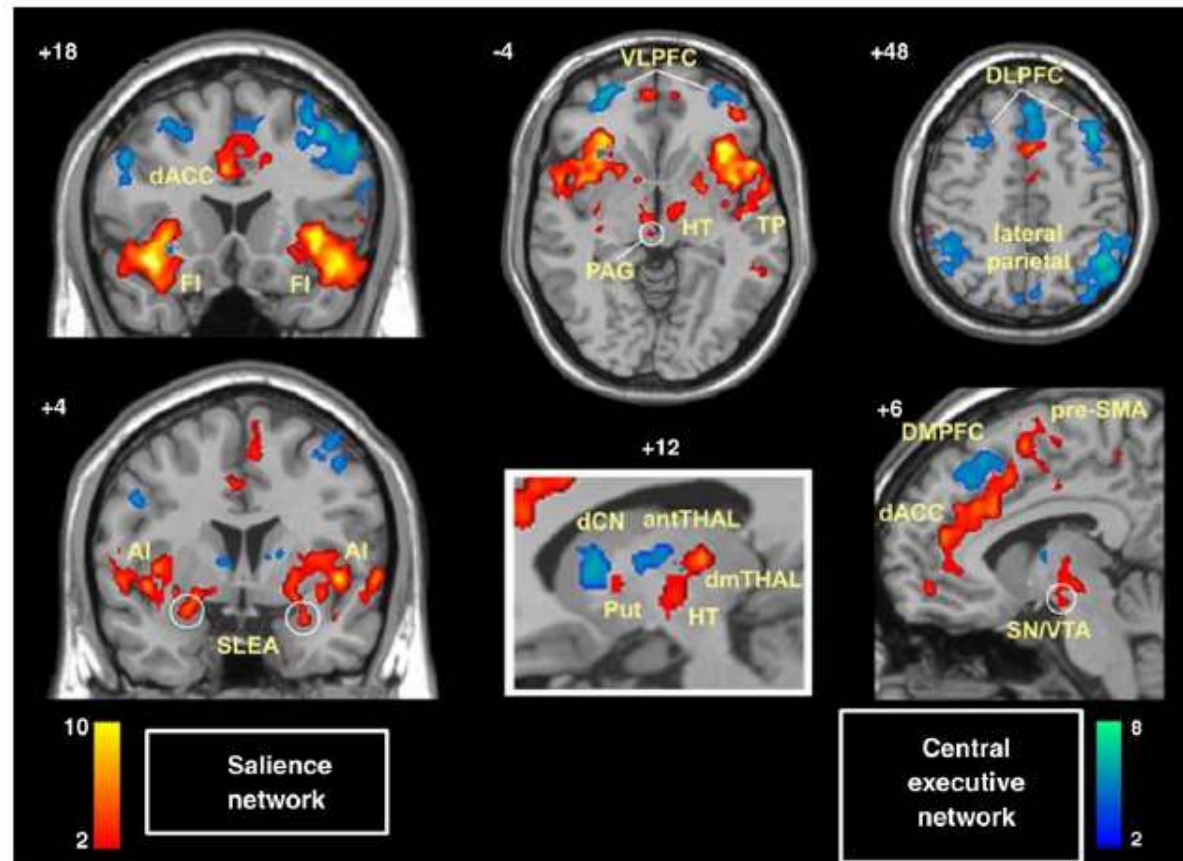 +18
dACC
FI
FI
-4
VLPFC
HT
TP
PAG
+48
DLPFC
lateral
parietal
+4
AI
AI
SLEA
+12
dCN
antTHAL
dmTHAL
Put
HT
+6
pre-SMA
DMPFC
dACC
SN/VTA
10
2
Salience
network
Central
executive
network
8
2